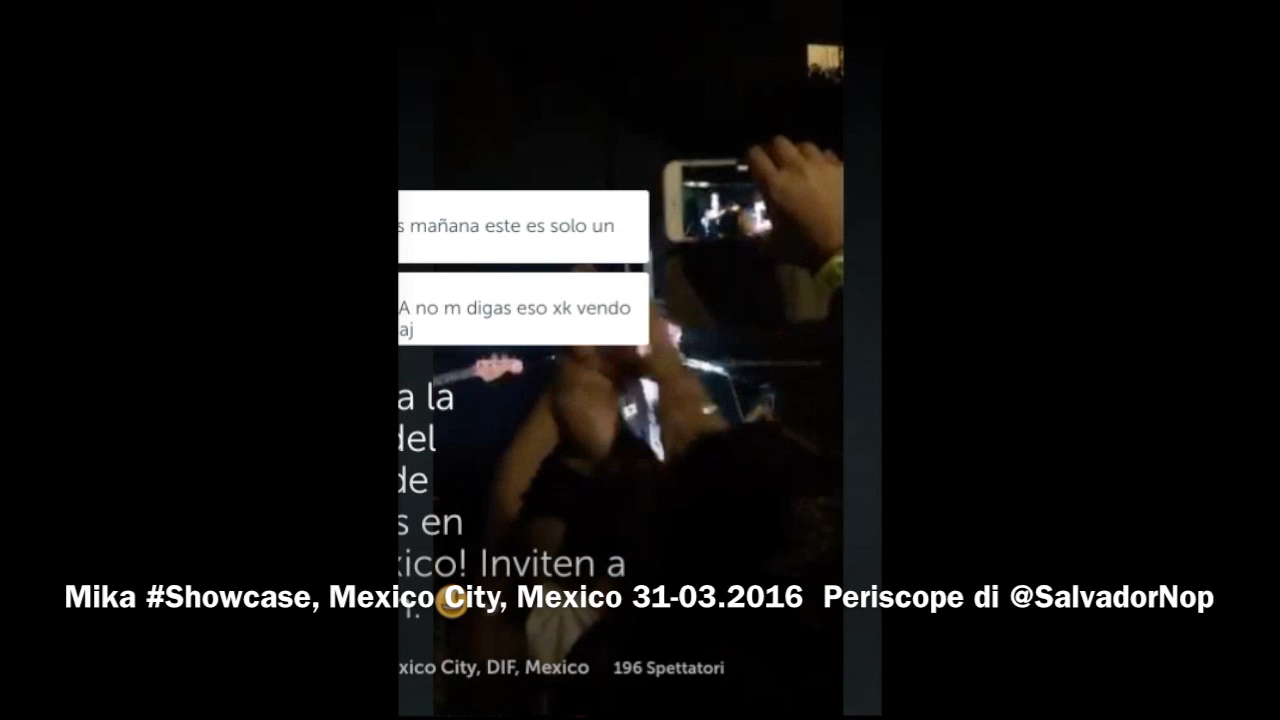 s mañana este es solo un
A no m digas eso xk vendo
aj
a la
del
de
s en
xico! Inviten a
Mika #Showcase, Mexico City, Mexico 31-03.2016 Periscope di @SalvadorNop
xico City, DIF, Mexico 196 Spettatori